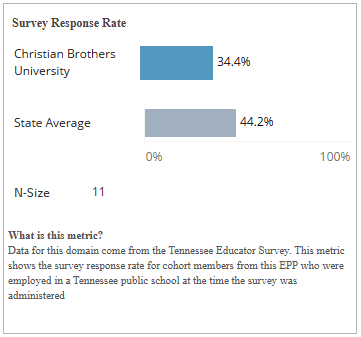 Survey Response Rate
Christian Brothers
University
34.4%
State Average
44.2%
0%
100%
N-Size
11
What is this metric?
Data for this domain come from the Tennessee Educator Survey. This metric
shows the survey response rate for cohort members from this EPP who were
employed in a Tennessee public school at the time the survey was
administered